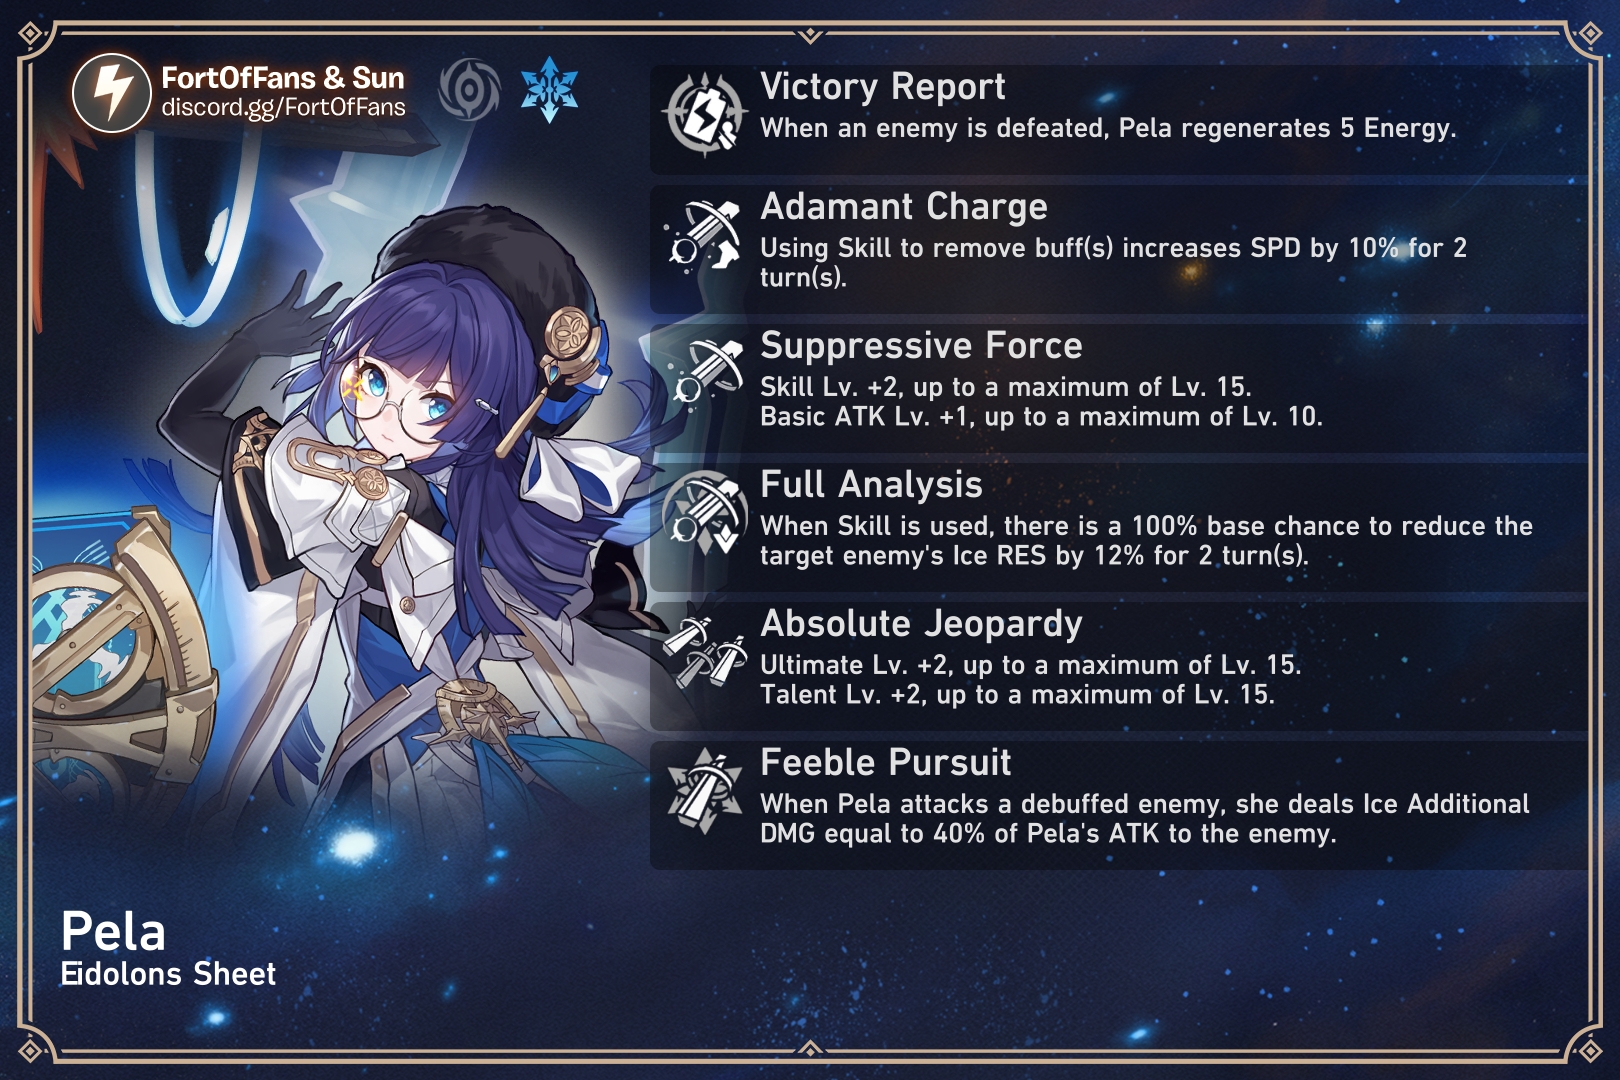 FortOfFans & Sun
discord.gg/FortOfFans
Victory Report
When an enemy is defeated, Pela regenerates 5 Energy.
Adamant Charge
Using Skill to remove buff(s) increases SPD by 10% for 2
turn(s).
Suppressive Force
Skill Lv. +2, up to a maximum of Lv. 15.
Basic ATK Lv. +1, up to a maximum of Lv. 10.
Full Analysis
When Skill is used, there is a 100% base chance to reduce the
target enemy's Ice RES by 12% for 2 turn(s).
Absolute Jeopardy
Ultimate Lv. +2, up to a maximum of Lv. 15.
Talent Lv. +2, up to a maximum of Lv. 15.
Feeble Pursuit
When Pela attacks a debuffed enemy, she deals Ice Additional
DMG equal to 40% of Pela's ATK to the enemy.
Pela
Eidolons Sheet